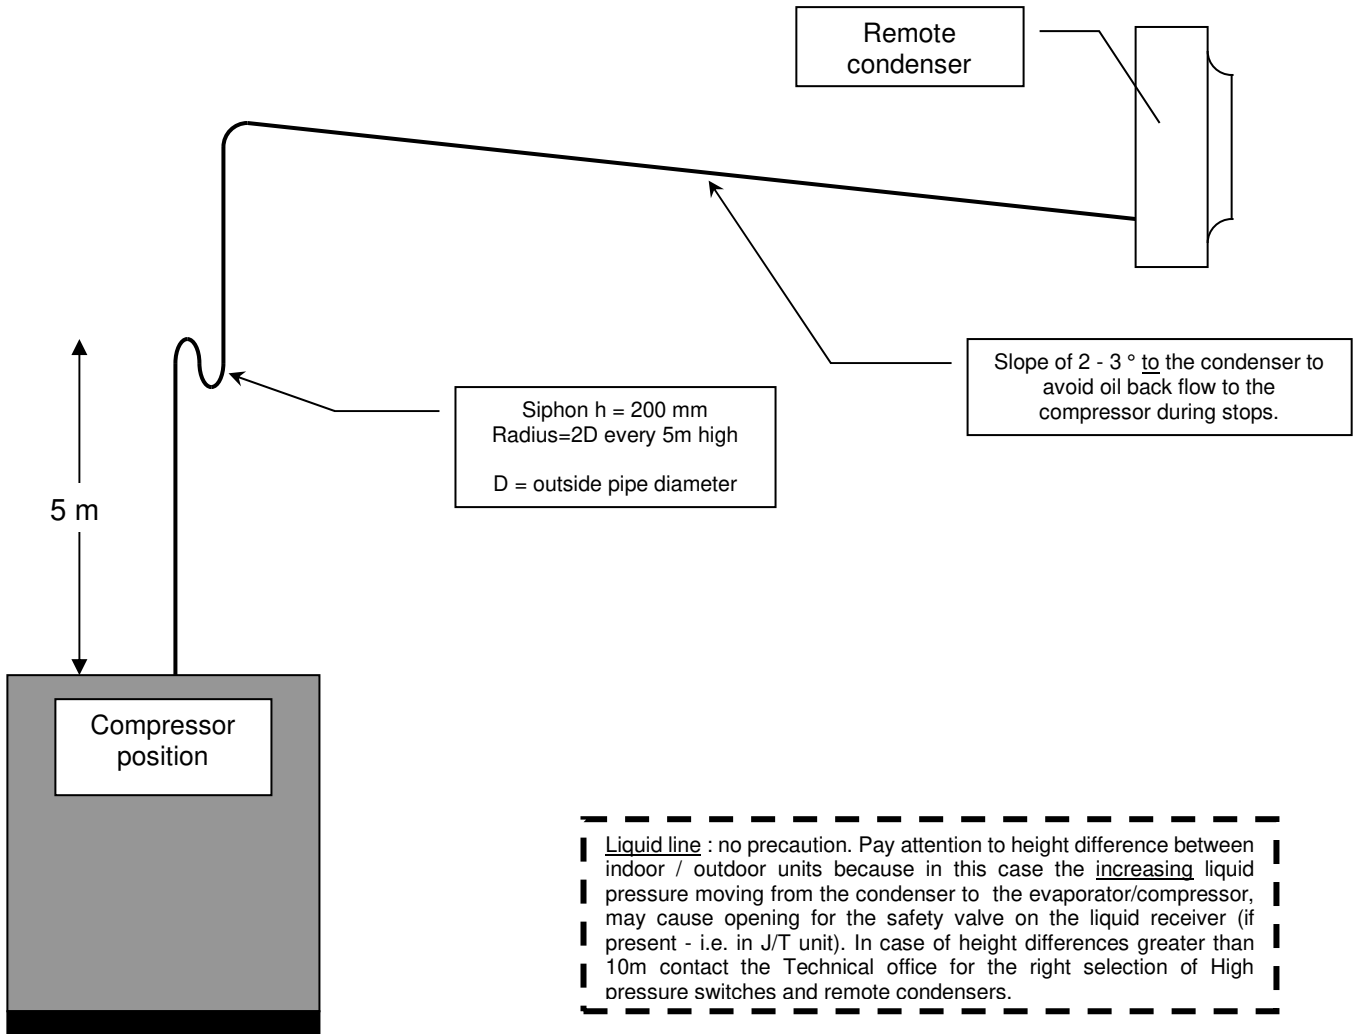 Remote
condenser
Slope of 2 - 3 ° to the condenser to
avoid oil back flow to the
compressor during stops.
Siphon h = 200 mm
Radius=2D every 5m high
D = outside pipe diameter
5 m
Compressor
position
Liquid line : no precaution. Pay attention to height difference between
indoor / outdoor units because in this case the increasing liquid
pressure moving from the condenser to the evaporator/compressor,
may cause opening for the safety valve on the liquid receiver (if
present - i.e. in J/T unit). In case of height differences greater than
10m contact the Technical office for the right selection of High
pressure switches and remote condensers.